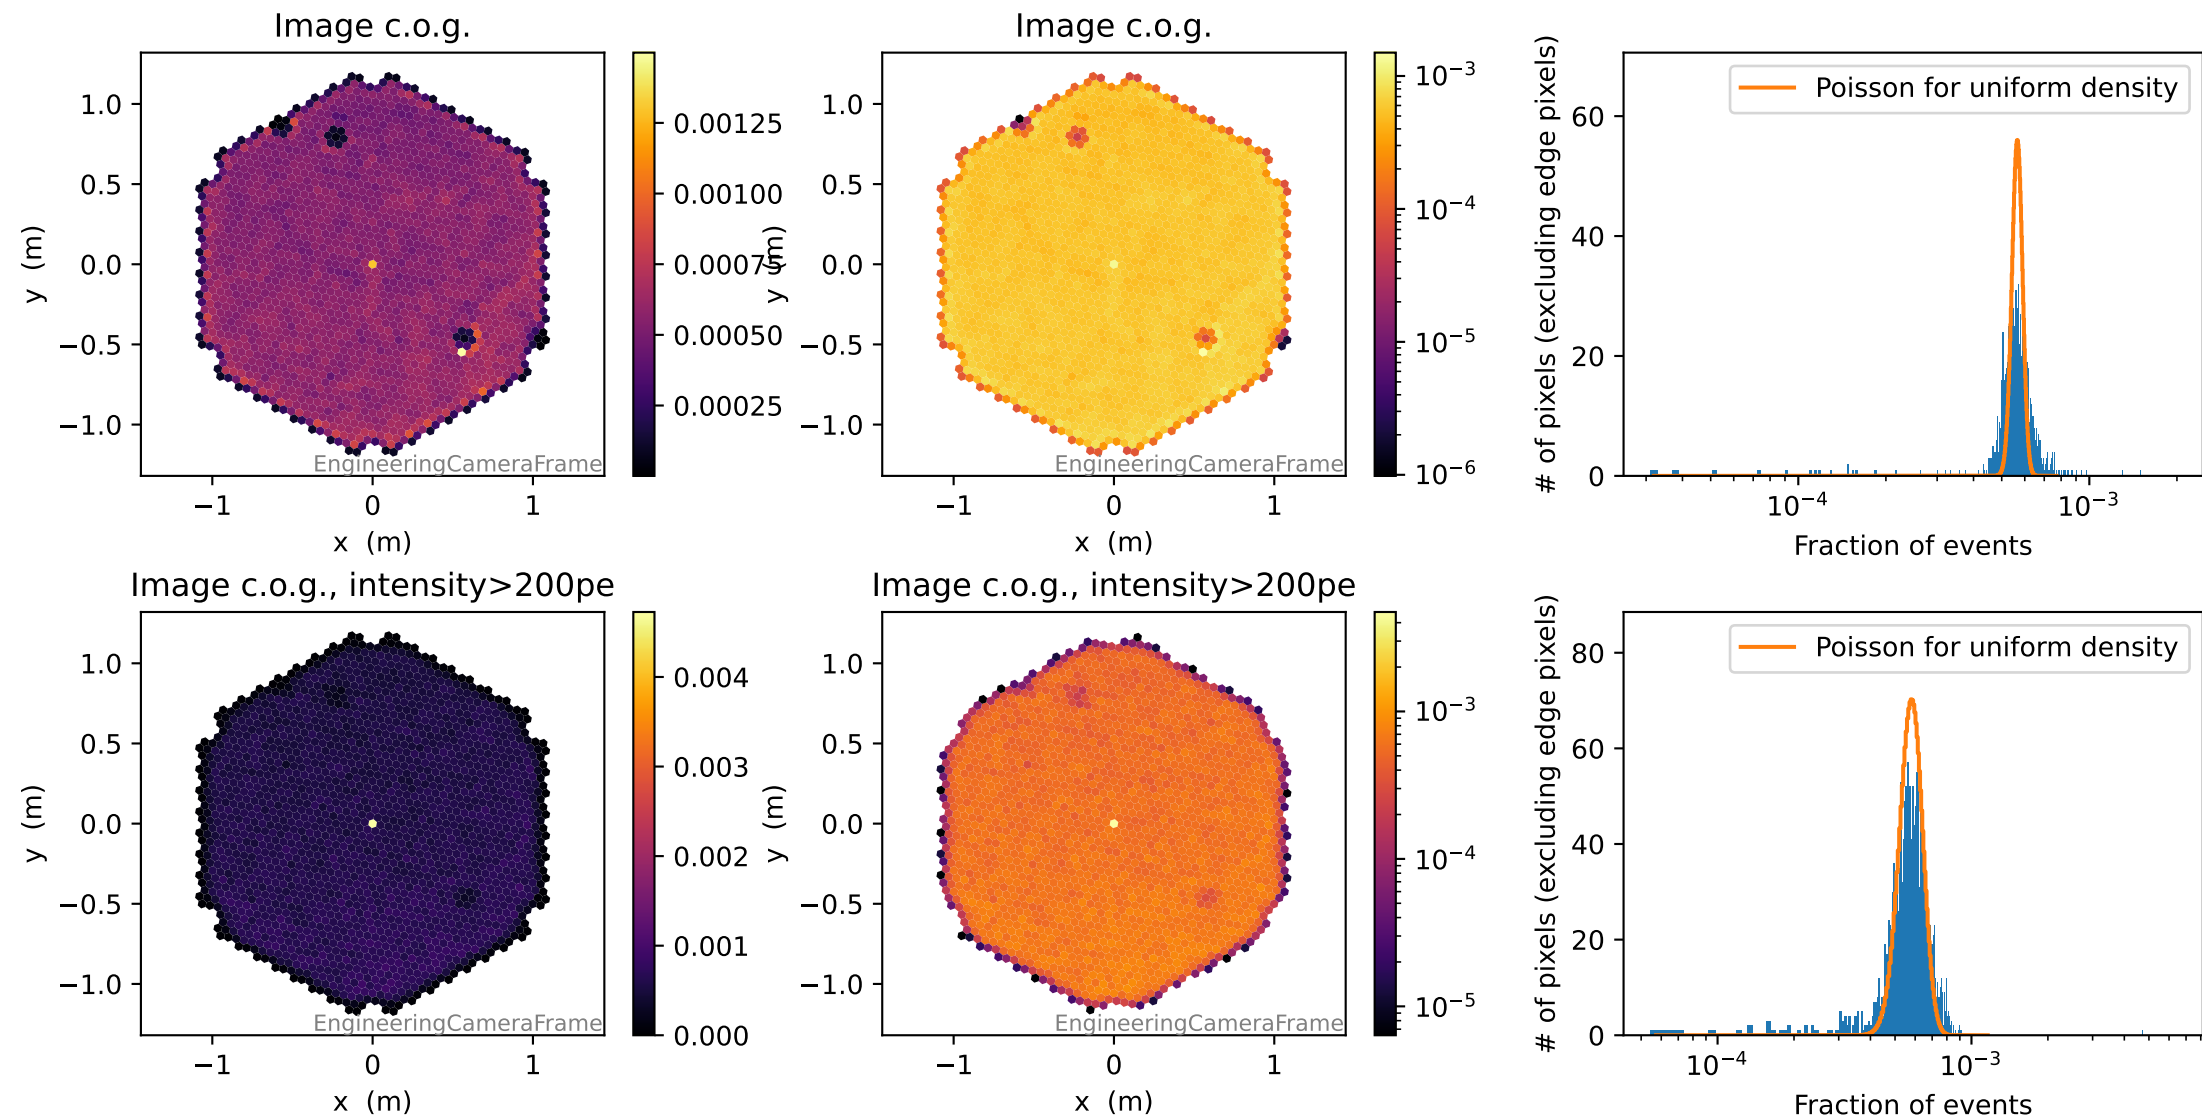 Image c.o.g.
1.0
0.5
0.0
−0.5
−1.0
y (m)
−1
0
1
x (m)
EngineeringCameraFrame
0.00125
0.00100
0.00075
0.00050
0.00025
Image c.o.g.
1.0
0.5
0.0
−0.5
−1.0
y (m)
−1
0
1
x (m)
EngineeringCameraFrame
10−3
10−4
10−5
10−6
# of pixels (excluding edge pixels)
60
40
20
0
Poisson for uniform density
10−4
10−3
Fraction of events
Image c.o.g., intensity>200pe
1.0
0.5
0.0
−0.5
−1.0
y (m)
−1
0
1
x (m)
EngineeringCameraFrame
0.004
0.003
0.002
0.001
0.000
Image c.o.g., intensity>200pe
1.0
0.5
0.0
−0.5
−1.0
y (m)
−1
0
1
x (m)
EngineeringCameraFrame
10−3
10−4
10−5
# of pixels (excluding edge pixels)
80
60
40
20
0
Poisson for uniform density
10−4
10−3
Fraction of events